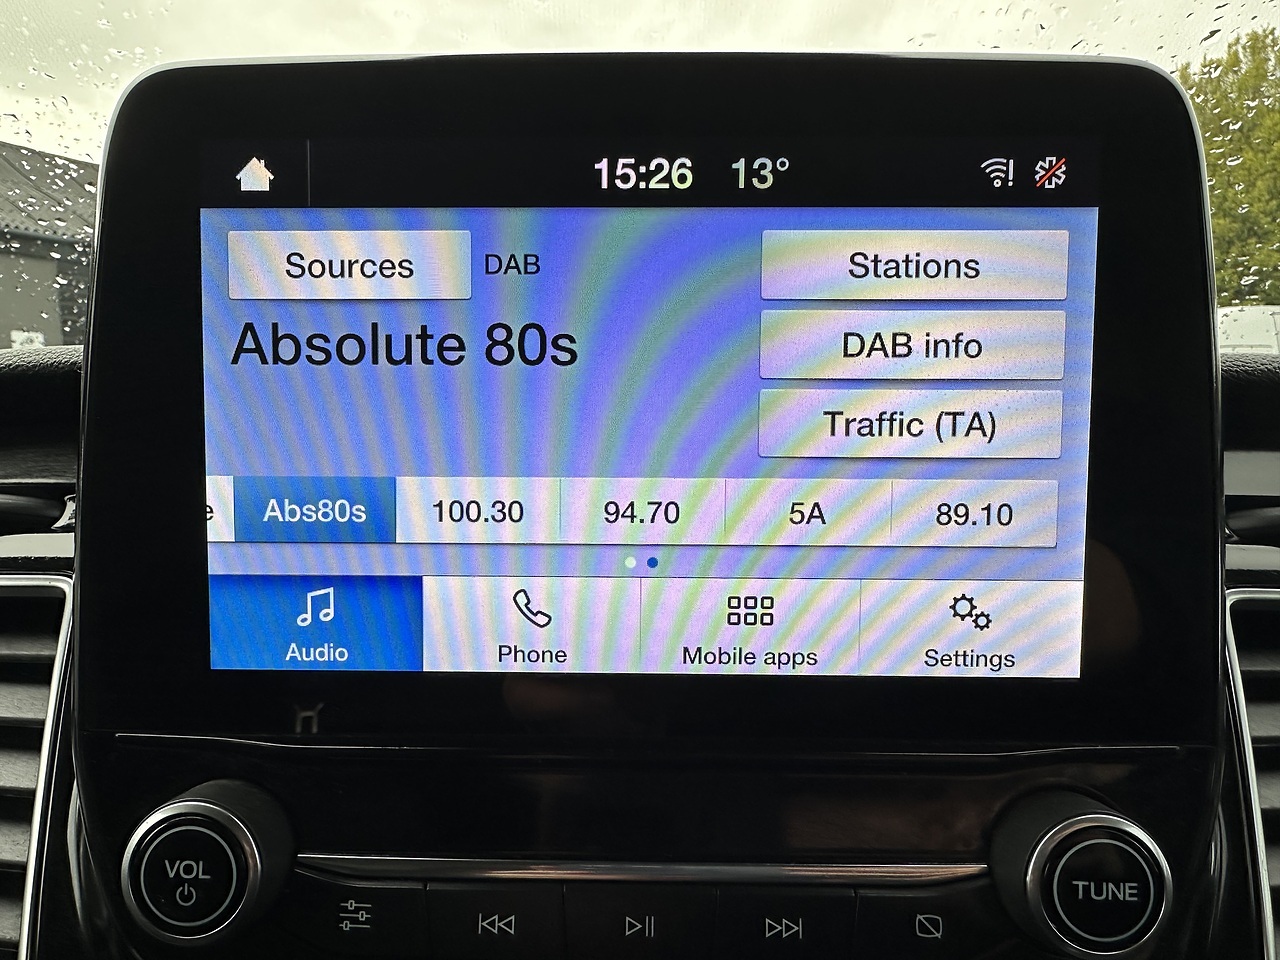 15:26 13°
Sources DAB Stations
Absolute 80s DAB info
Traffic (TA)
e Abs80s 100.30 94.70 5A 89.10
Audio Phone Mobile apps Settings
VOL TUNE